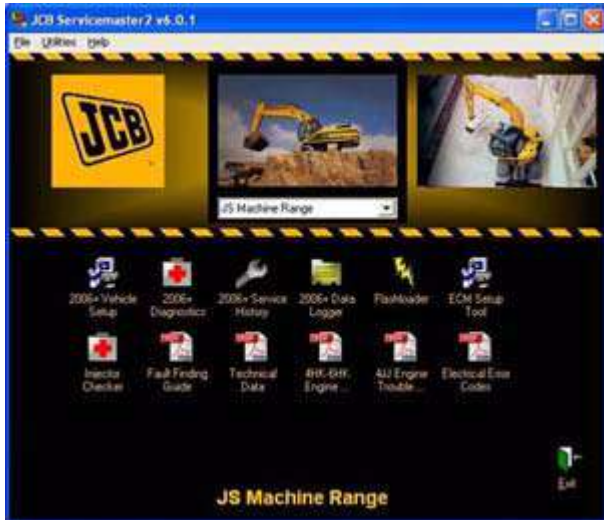 JCB Servicemaster2 v6.0.1
File Utilities Help
JCB
JS Machine Range
2006+ Vehicle
Setup
2006+
Diagnostics
2006+ Service
History
2006+ Data
Logger
Flashloader
ECM Setup
Tool
Injector
Checker
Fault Finding
Guide
Technical
Data
4HK-6HK
Engine ...
4JJ Engine
Trouble ...
Electrical Error
Codes
Exit
JS Machine Range